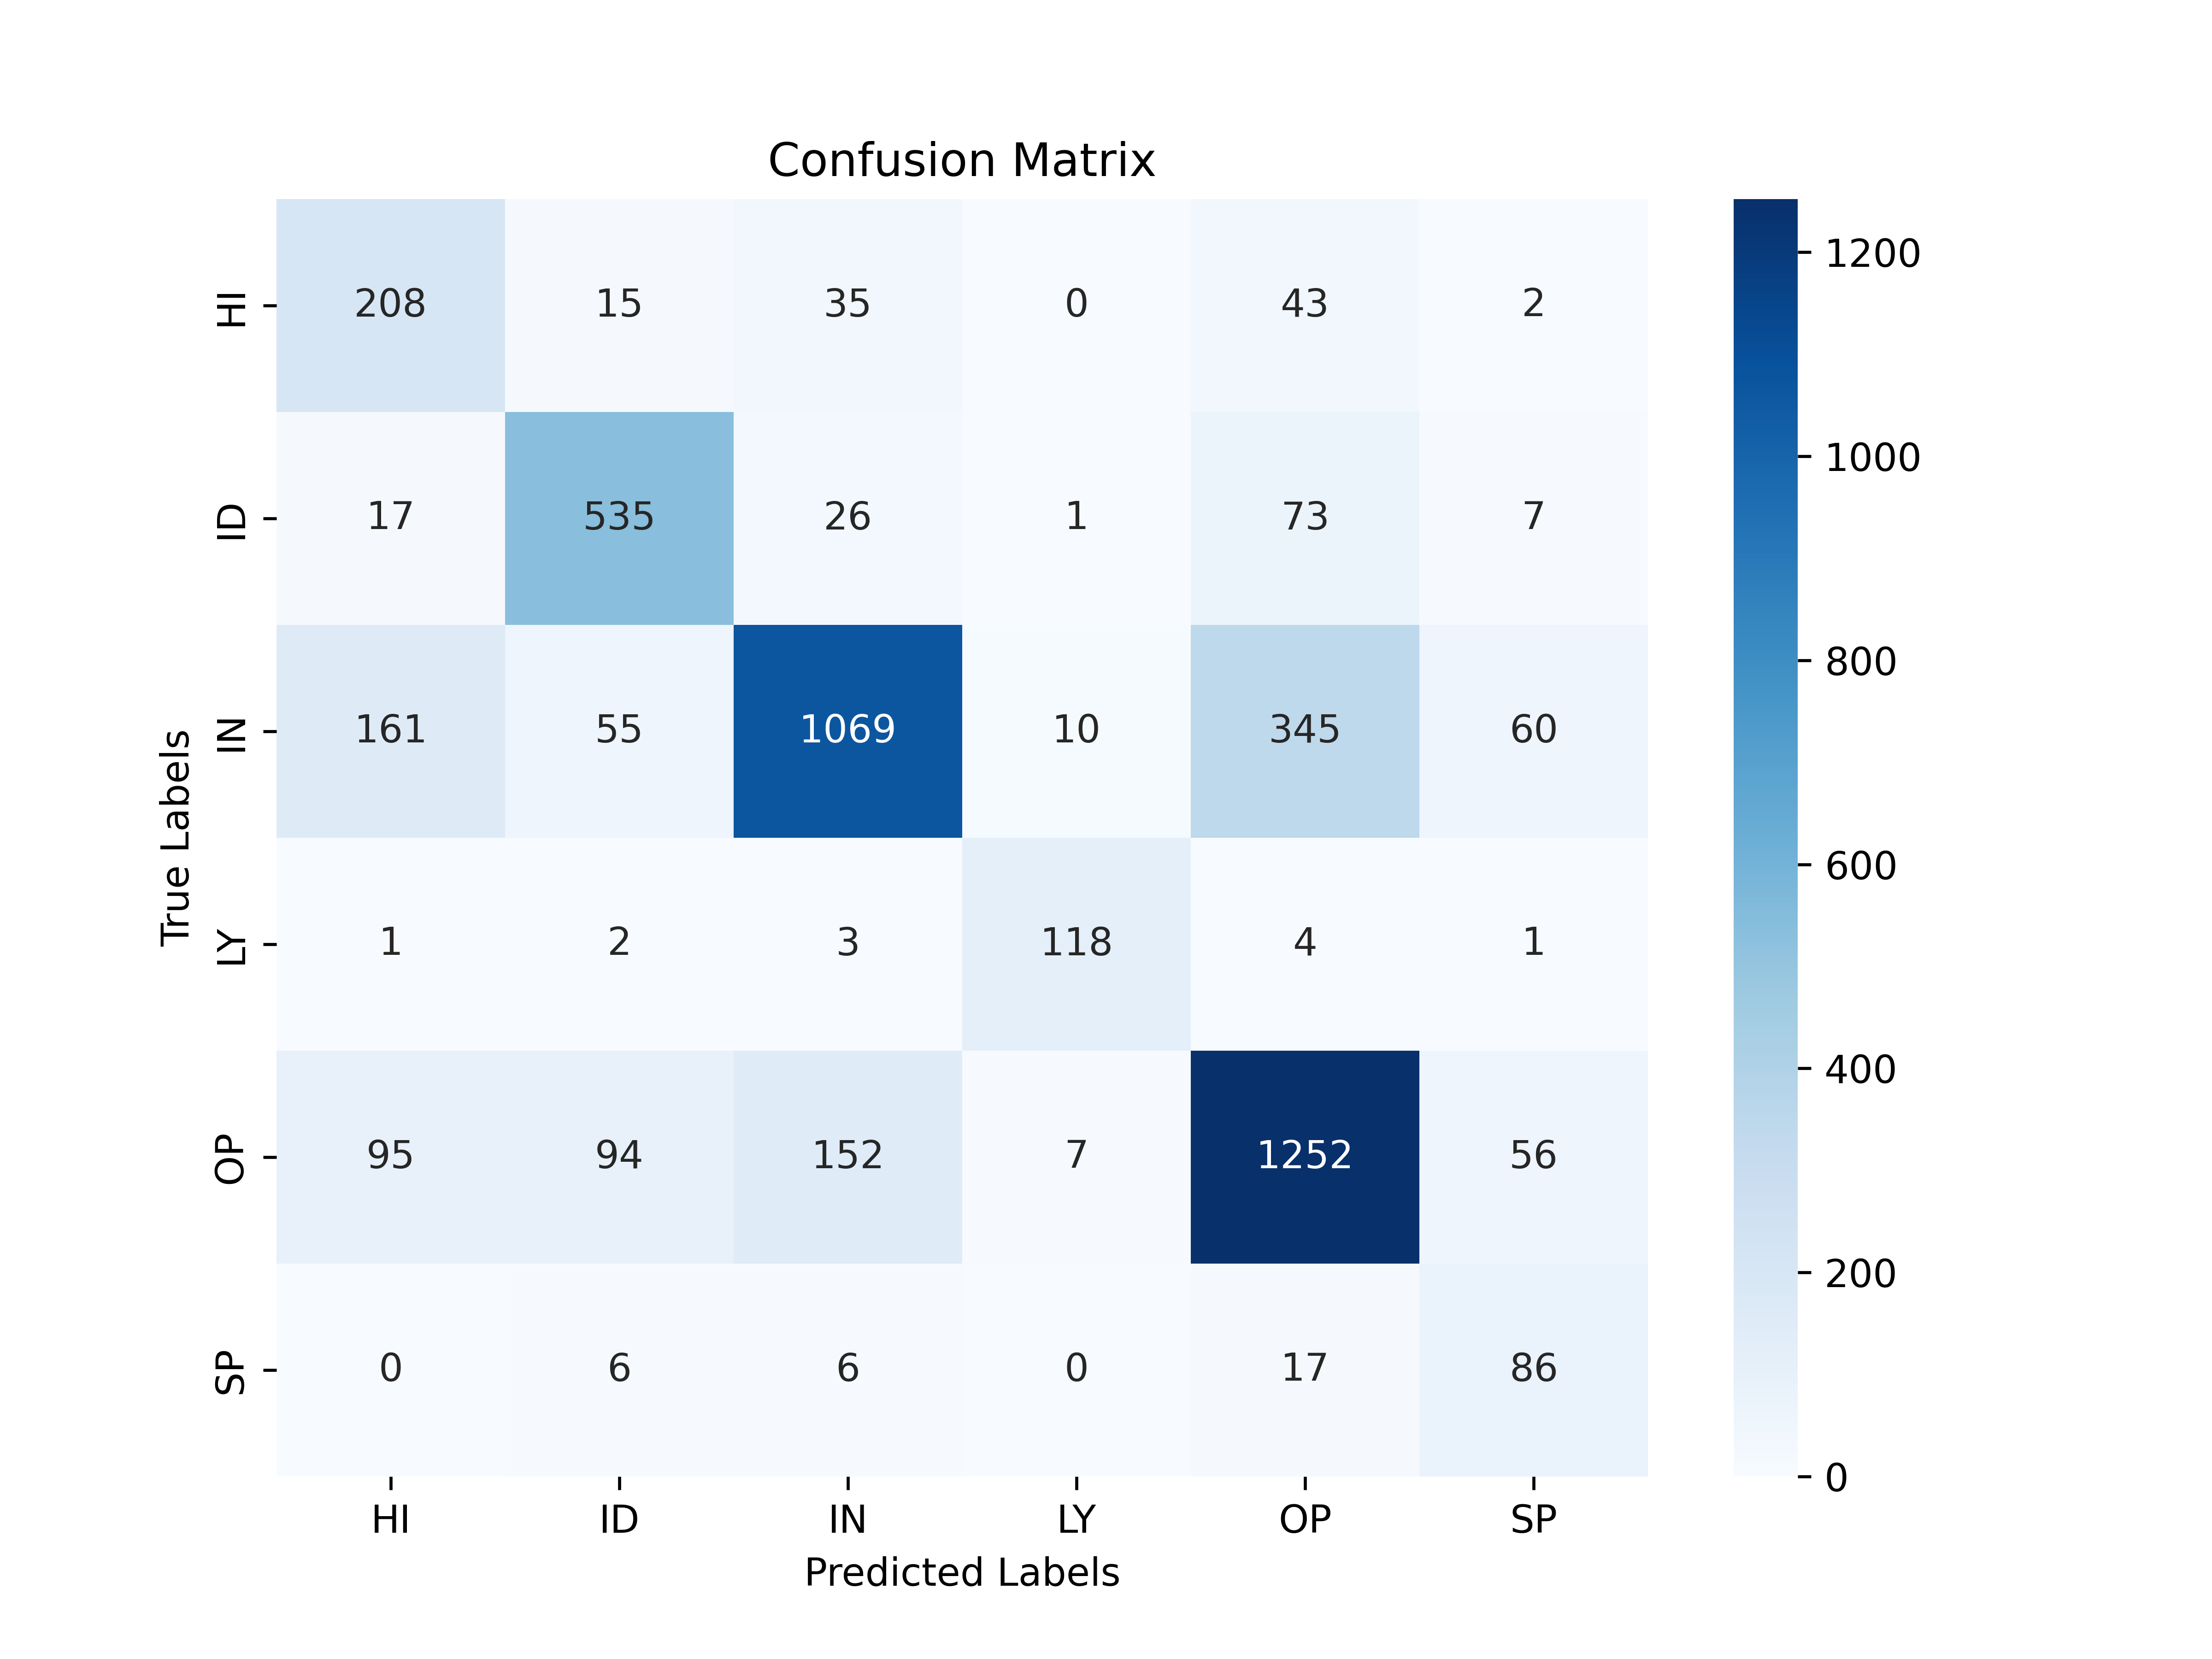 Confusion Matrix
HI 208 15 35 0 43 2
ID 17 535 26 1 73 7
IN 161 55 1069 10 345 60
LY 1 2 3 118 4 1
OP 95 94 152 7 1252 56
SP 0 6 6 0 17 86
HI ID IN LY OP SP
Predicted Labels
True Labels
1200
1000
800
600
400
200
0